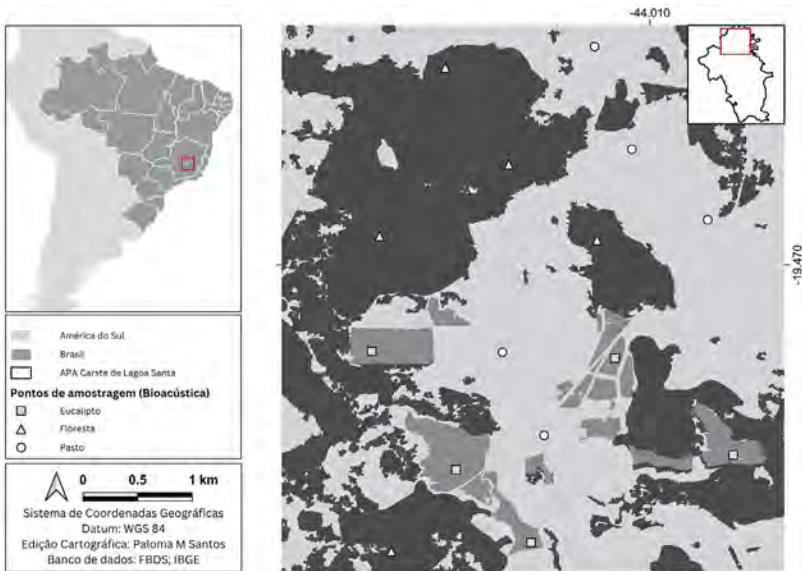 -44.010
-19.470
América do Sul
Brasil
APA Carste de Lagoa Santa
Pontos de amostragem (Bioacústica)
Eucalipto
Floresta
Pasto
0 0.5 1 km
Sistema de Coordenadas Geográficas
Datum: WGS 84
Edição Cartográfica: Paloma M Santos
Banco de dados: FBDS; IBGE